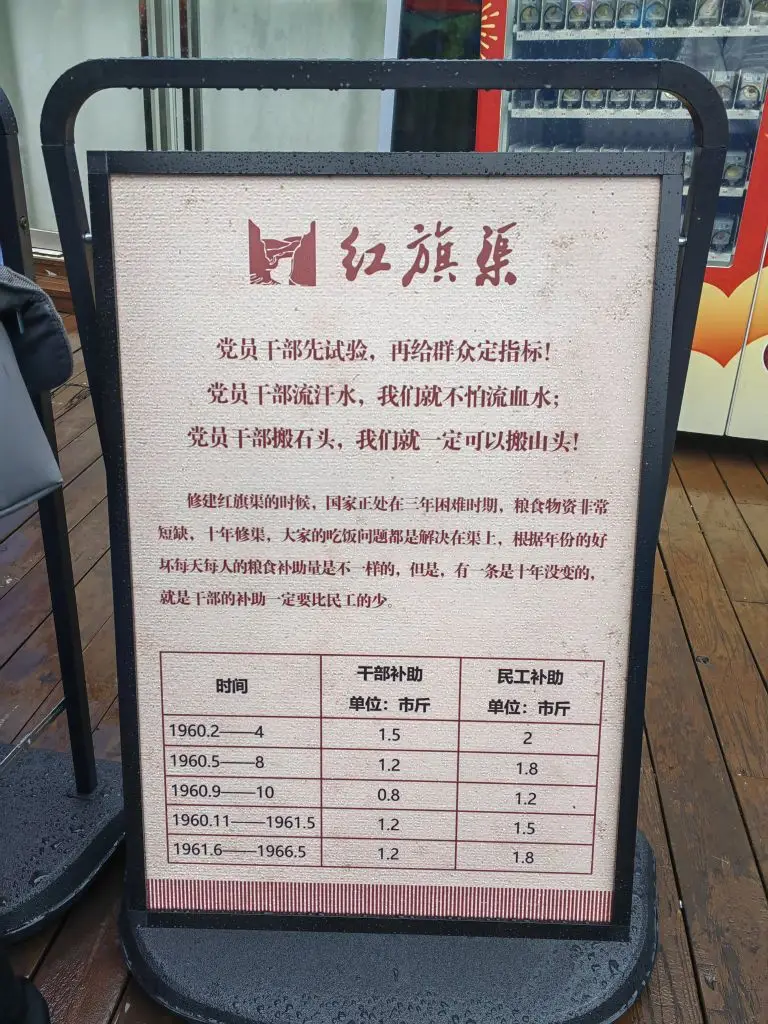 红旗渠
党员干部先试验，再给群众定指标！
党员干部流汗水，我们就不怕流血水；
党员干部搬石头，我们就一定可以搬山头！
修建红旗渠的时候，国家正处在三年困难时期，粮食物资非常
短缺，十年修渠，大家的吃饭问题都是解决在渠上，根据年份的好
坏每天每人的粮食补助量是不一样的，但是，有一条是十年没变的，
就是干部的补助一定要比民工的少。
时间 干部补助 单位：市斤 民工补助 单位：市斤
1960.2——4 1.5 2
1960.5——8 1.2 1.8
1960.9——10 0.8 1.2
1960.11——1961.5 1.2 1.5
1961.6——1966.5 1.2 1.8